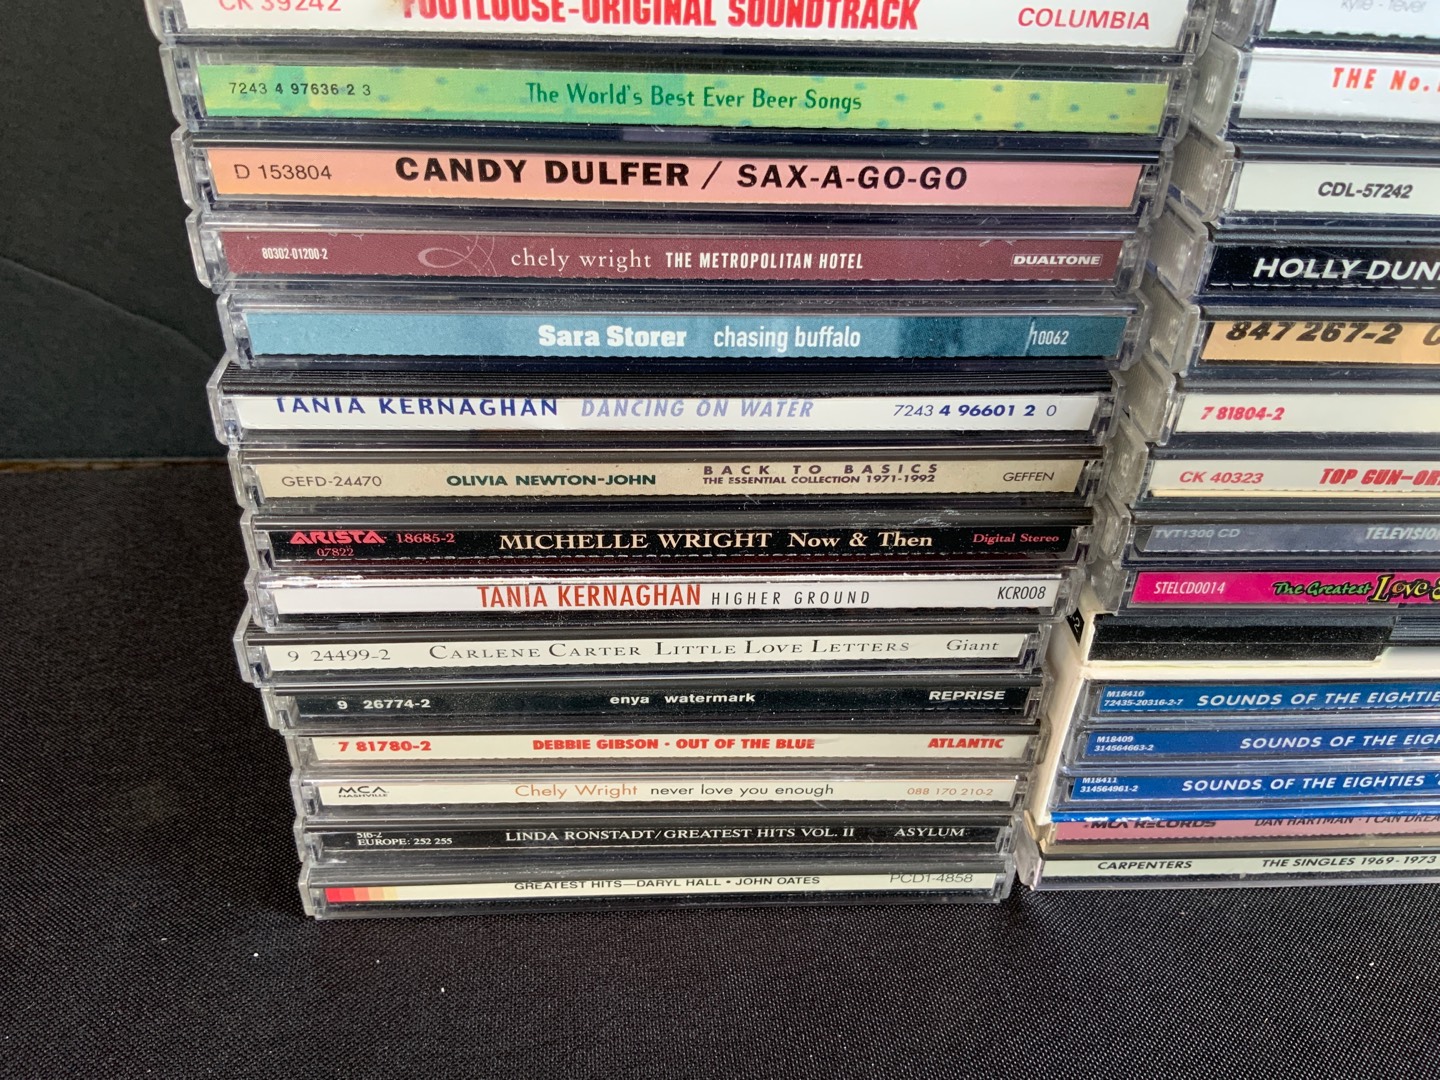 CK 39242 FOOTLOOSE-ORIGINAL SOUNDTRACK COLUMBIA
7243 4 97636 2 3 The World's Best Ever Beer Songs
D 153804 CANDY DULFER / SAX-A-GO-GO
80302-01200-2 chely wright THE METROPOLITAN HOTEL DUALTONE
Sara Storer chasing buffalo h10062
TANIA KERNAGHAN DANCING ON WATER 7243 4 96601 2 0
GEFD-24470 OLIVIA NEWTON-JOHN BACK TO BASICS
THE ESSENTIAL COLLECTION 1971-1992 GEFFEN
ARISTA 18685-2 MICHELLE WRIGHT Now & Then Digital Stereo
07822
TANIA KERNAGHAN HIGHER GROUND KCR008
9 24499-2 CARLENE CARTER LITTLE LOVE LETTERS Giant
9 26774-2 enya watermark REPRISE
7 81780-2 DEBBIE GIBSON • OUT OF THE BLUE ATLANTIC
MCA NASHVILLE Chely Wright never love you enough 088 170 210-2
516-2
EUROPE: 252 255 LINDA RONSTADT/GREATEST HITS VOL. II ASYLUM
GREATEST HITS—DARYL HALL • JOHN OATES PCD1-4858
kylie - fever
THE No.
CDL-57242
HOLLY DUN
847 267-2
7 81804-2
CK 40323 TOP GUN-OR
TVT1300 CD TELEVISIO
STELCD0014 The Greatest Love
2
M18410
72435-20316-2-7 SOUNDS OF THE EIGHTIE
M18409
314564663-2 SOUNDS OF THE EIG
M18411
314564961-2 SOUNDS OF THE EIGHTIES
MCA RECORDS DAN HARTMAN • I CAN DREA
CARPENTERS THE SINGLES 1969-1973